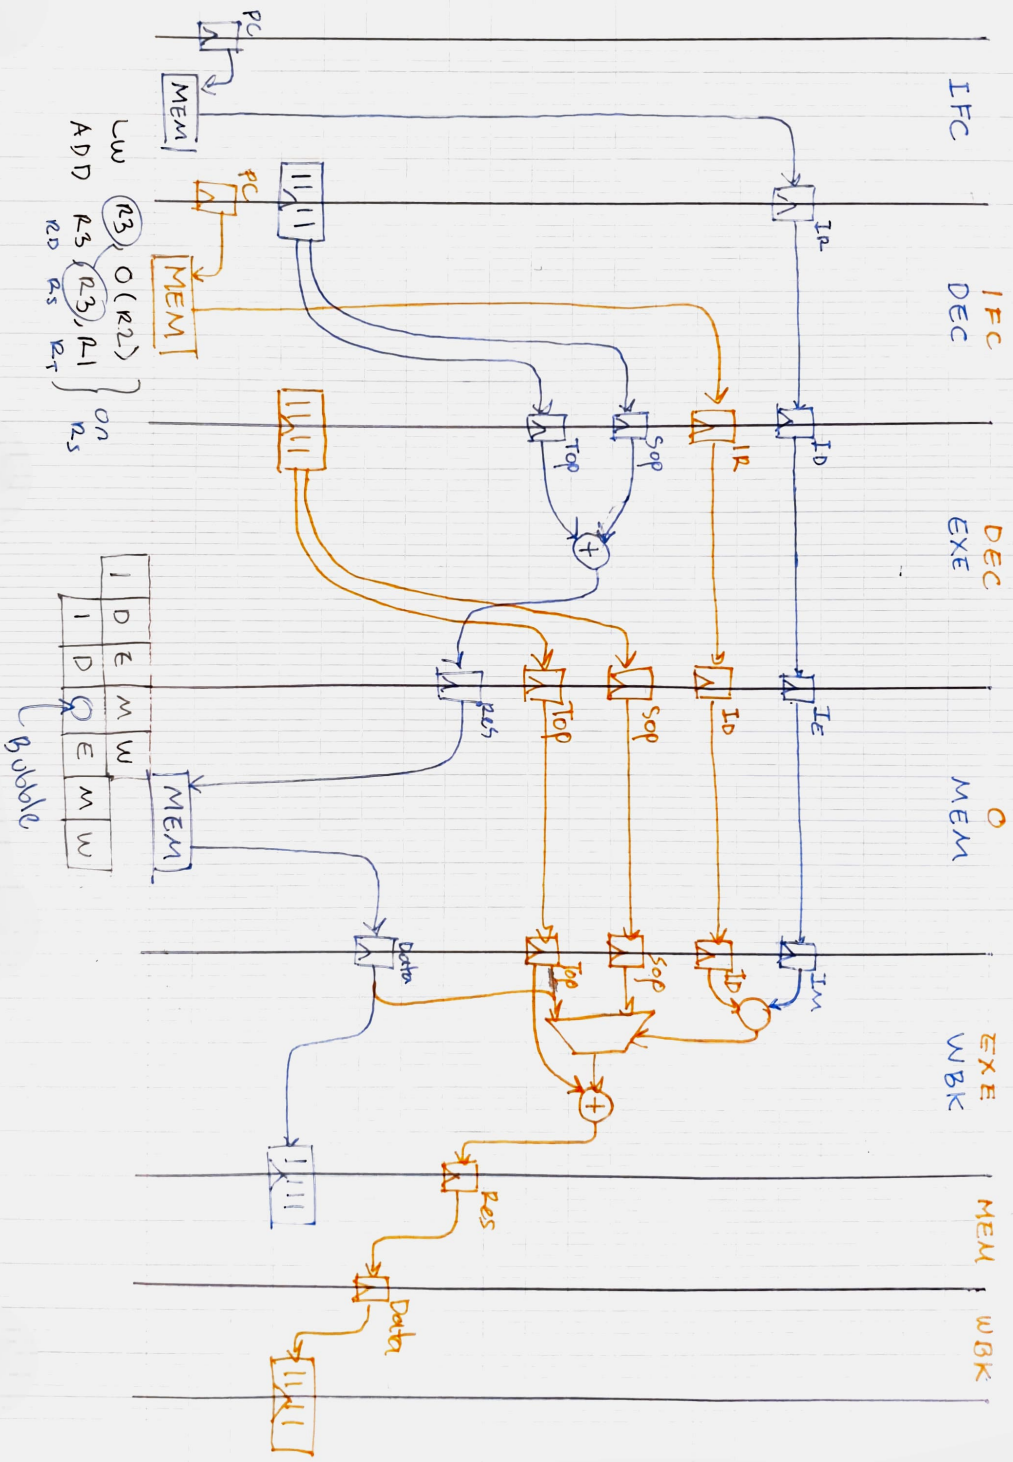 IFC DEC O EXE MEM WBK
IFC DEC EXE MEM WBK
IR ID IE IM
IR ID ID
Sop Sop Sop
Top Top Top
Res Res
Data Data
PC PC
MEM MEM MEM
LW R3, O(R2)
ADD R3, R3, R1
RD RS RT
on RS
I D E M W
I D O E M W
Bubble